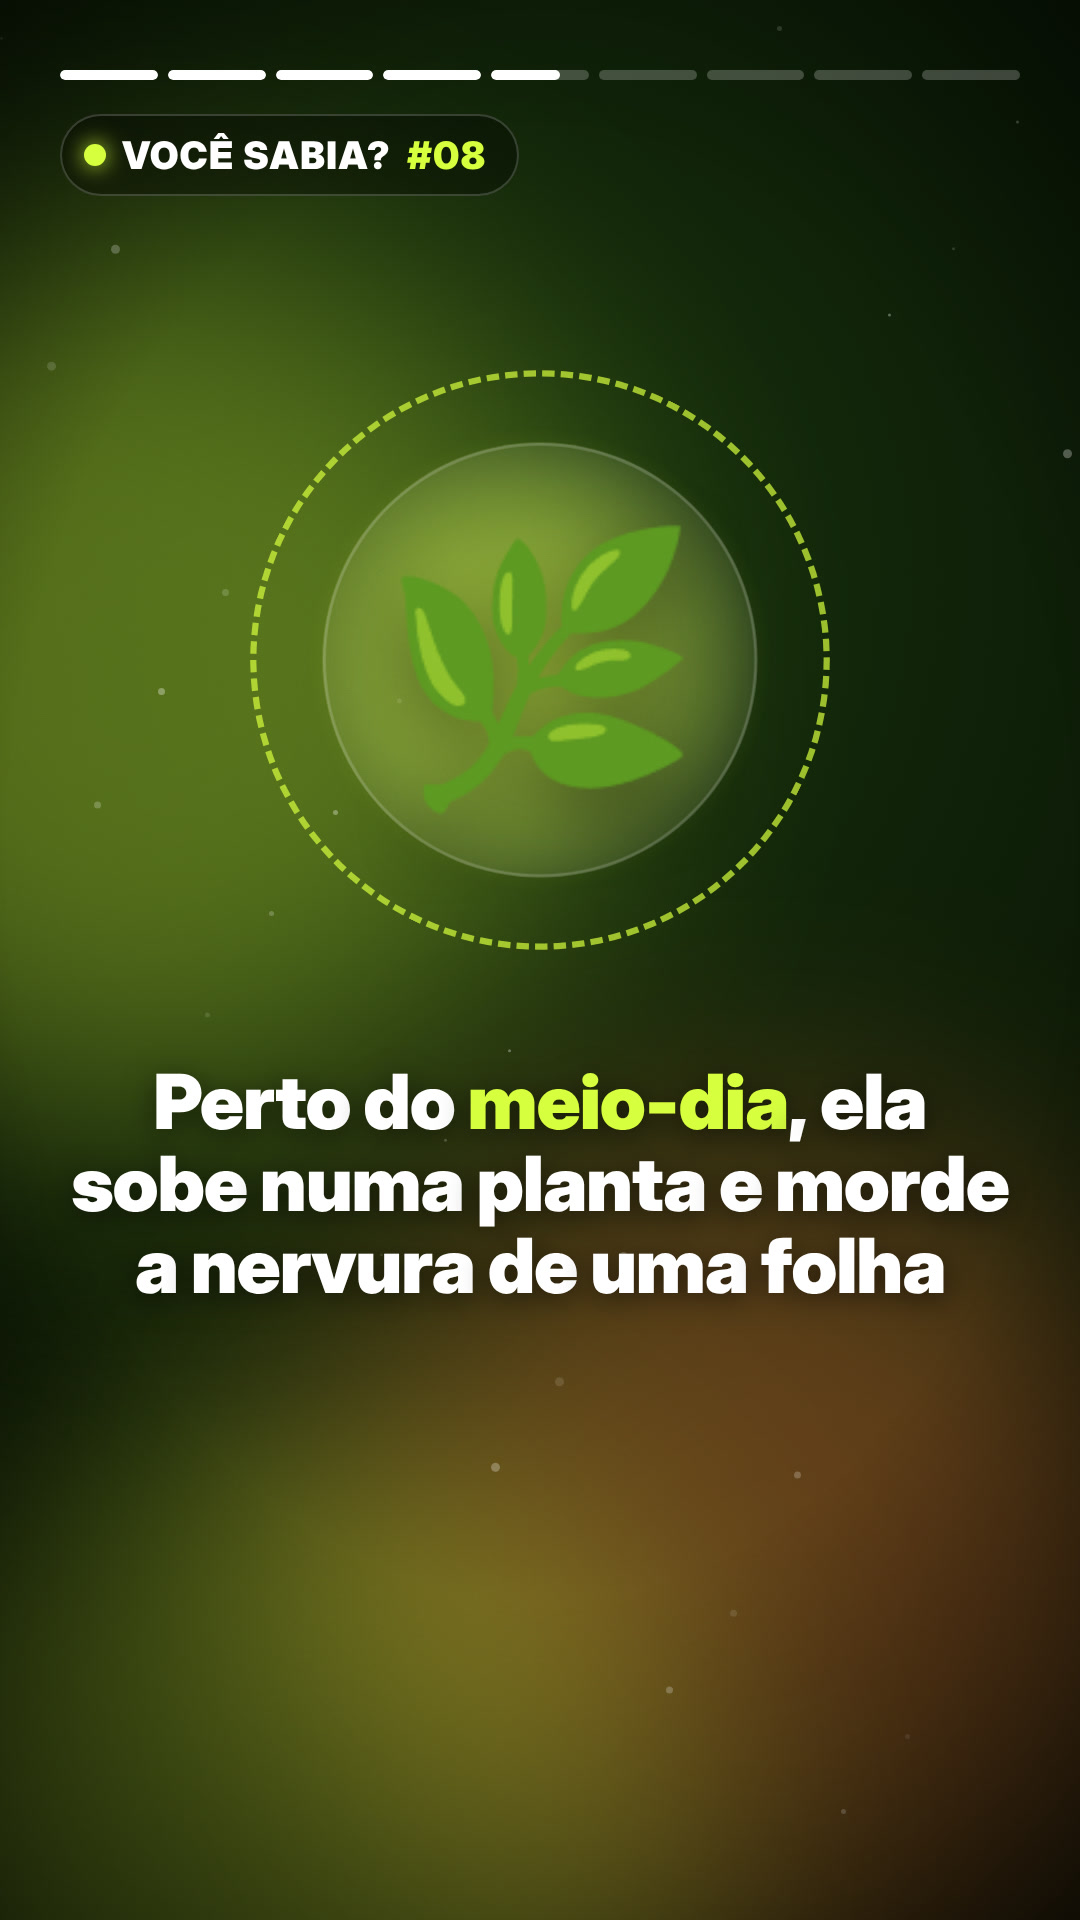 VOCÊ SABIA? #08
Perto do meio-dia, ela
sobe numa planta e morde
a nervura de uma folha